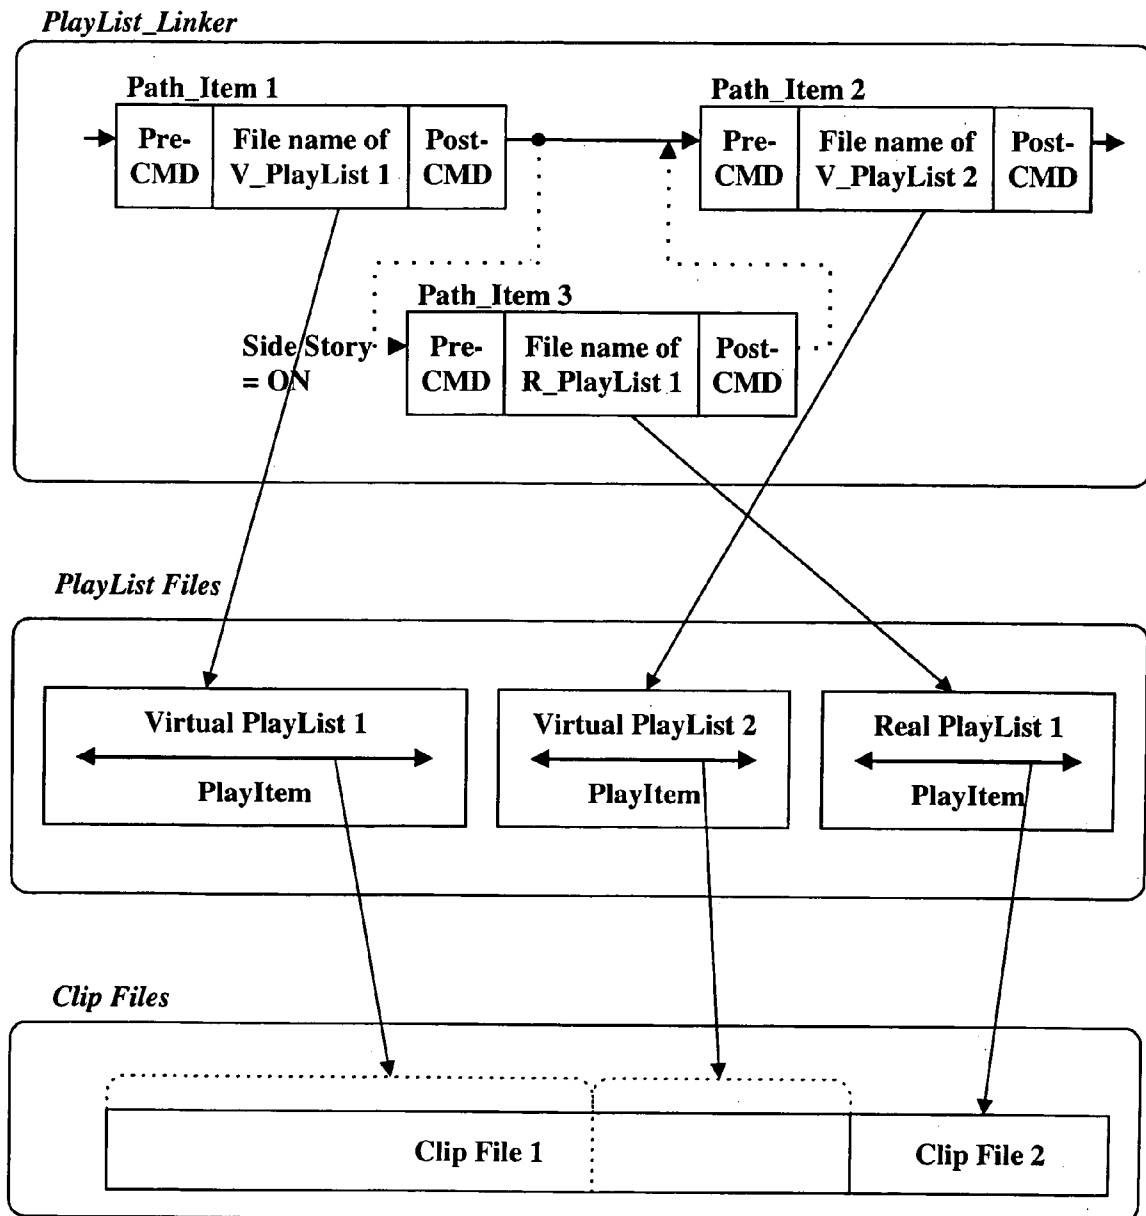 PlayList_Linker
Path_Item 1
Pre-
CMD
File name of
V_PlayList 1
Post-
CMD
Path_Item 2
Pre-
CMD
File name of
V_PlayList 2
Post-
CMD
Side Story
= ON
Path_Item 3
Pre-
CMD
File name of
R_PlayList 1
Post-
CMD
PlayList Files
Virtual PlayList 1
PlayItem
Virtual PlayList 2
PlayItem
Real PlayList 1
PlayItem
Clip Files
Clip File 1
Clip File 2